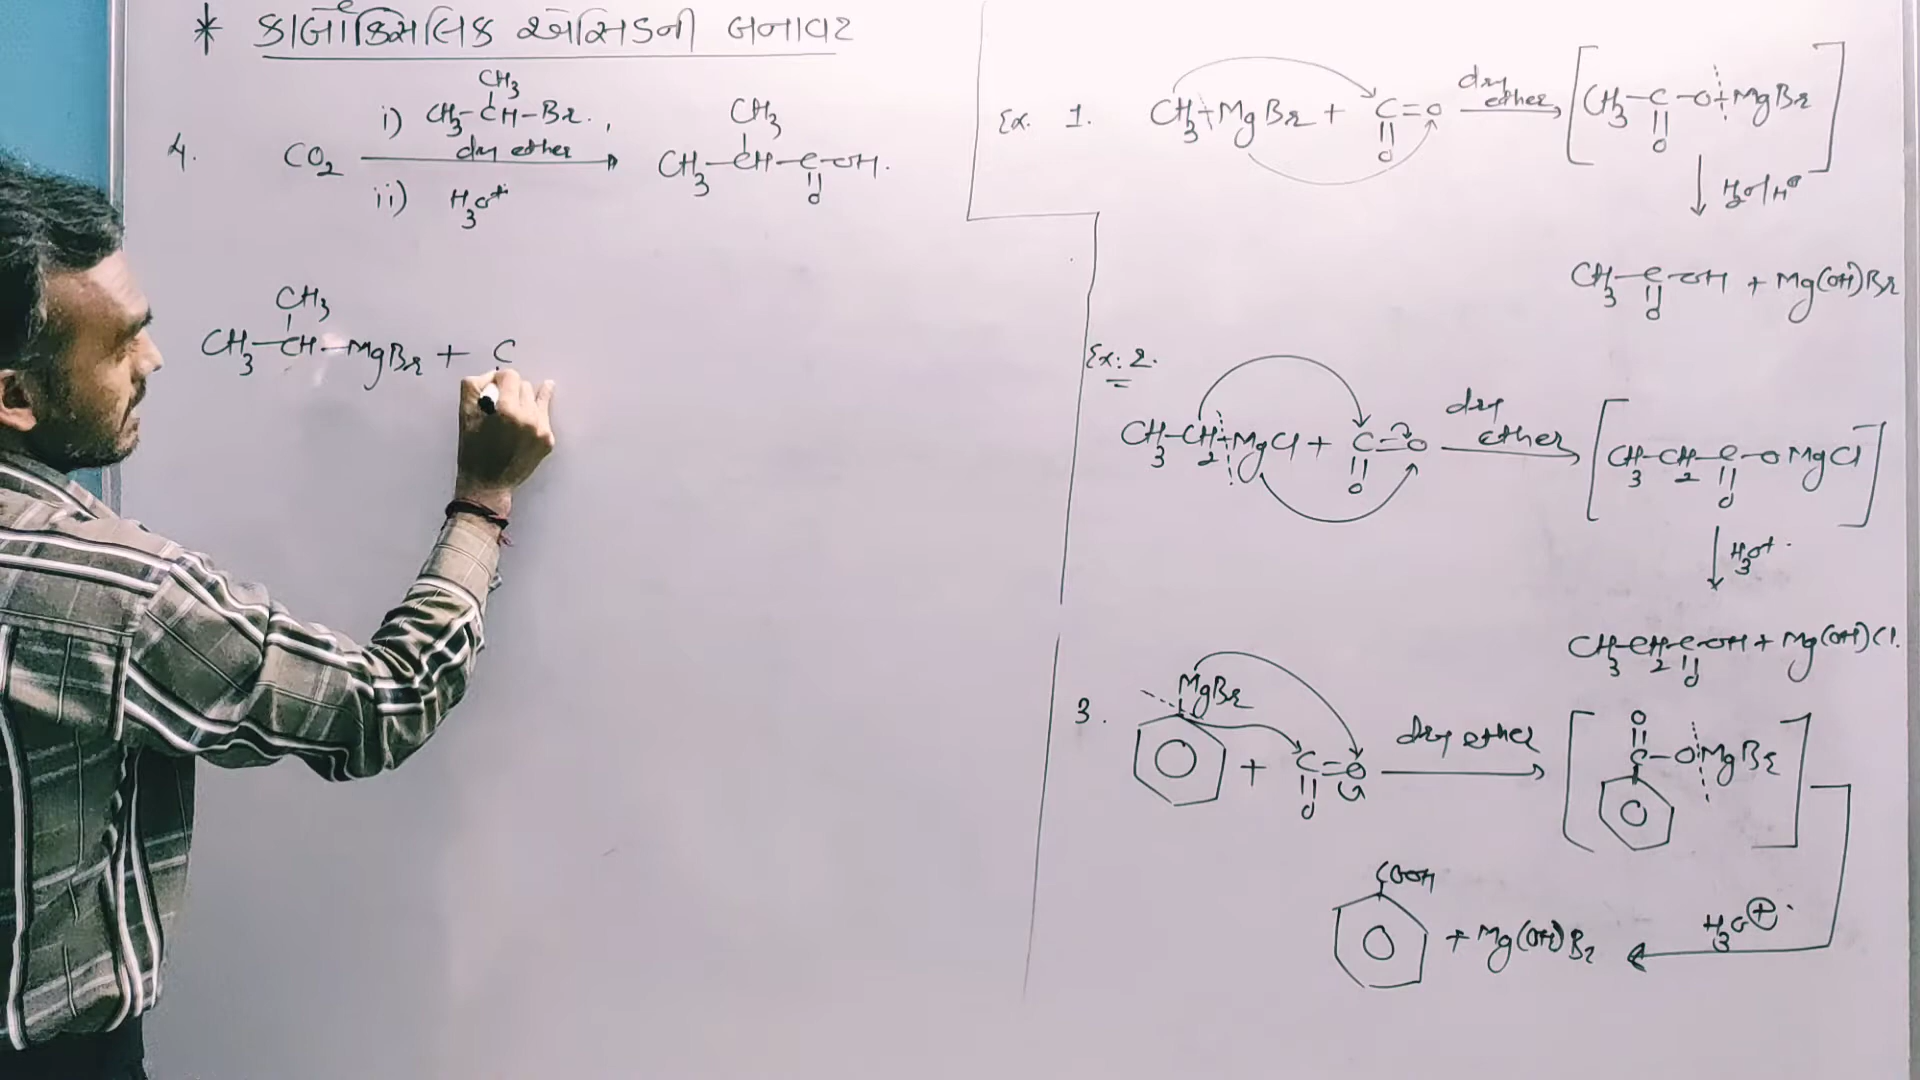 * કાર્બોક્સિલિક એસિડની બનાવટ
4. CO2
i) CH3-CH-Br.,
CH3
dry ether
ii) H3O+
CH3
CH3-CH-C-OH.
O
CH3
CH3-CH-MgBr + C
Ex. 1. CH3-MgBr + C=O
O
dry ether
[CH3-C-O-MgBr]
O
H2O/H⊕
CH3-C-OH + Mg(OH)Br
O
Ex: 2.
CH3-CH2-MgCl + C=O
O
dry ether
[CH3-CH2-C-O MgCl]
O
H3O+.
CH3-CH2-C-OH + Mg(OH)Cl.
O
3. MgBr
+ C=O
O
dry ether
O
C-OMgBr
H3O⊕.
COOH
+ Mg(OH)Br